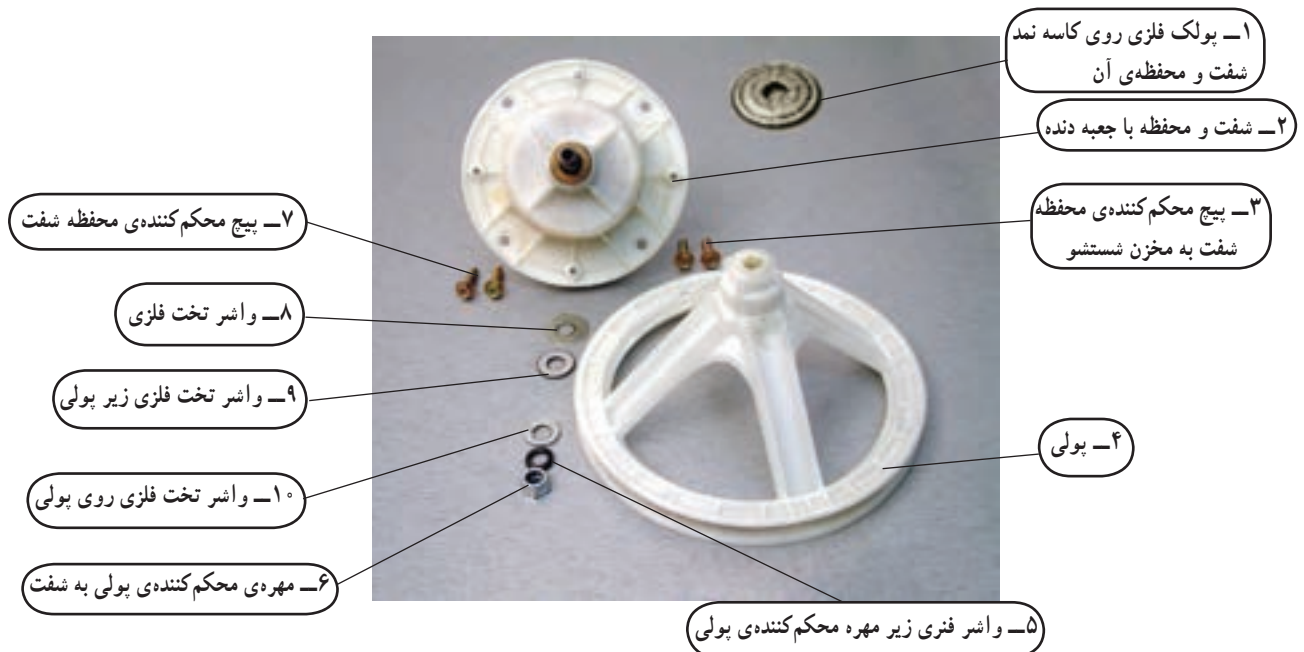 ۱ــ پولک فلزی روی کاسه نمد
شفت و محفظه‌ی آن
۲ــ شفت و محفظه با جعبه دنده
۳ــ پیچ محکم‌کننده‌ی محفظه
شفت به مخزن شستشو
۴ــ پولی
۵ــ واشر فنری زیر مهره محکم‌کننده‌ی پولی
۶ــ مهره‌ی محکم‌کننده‌ی پولی به شفت
۷ــ پیچ محکم‌کننده‌ی محفظه شفت
۸ــ واشر تخت فلزی
۹ــ واشر تخت فلزی زیر پولی
۱۰ــ واشر تخت فلزی روی پولی